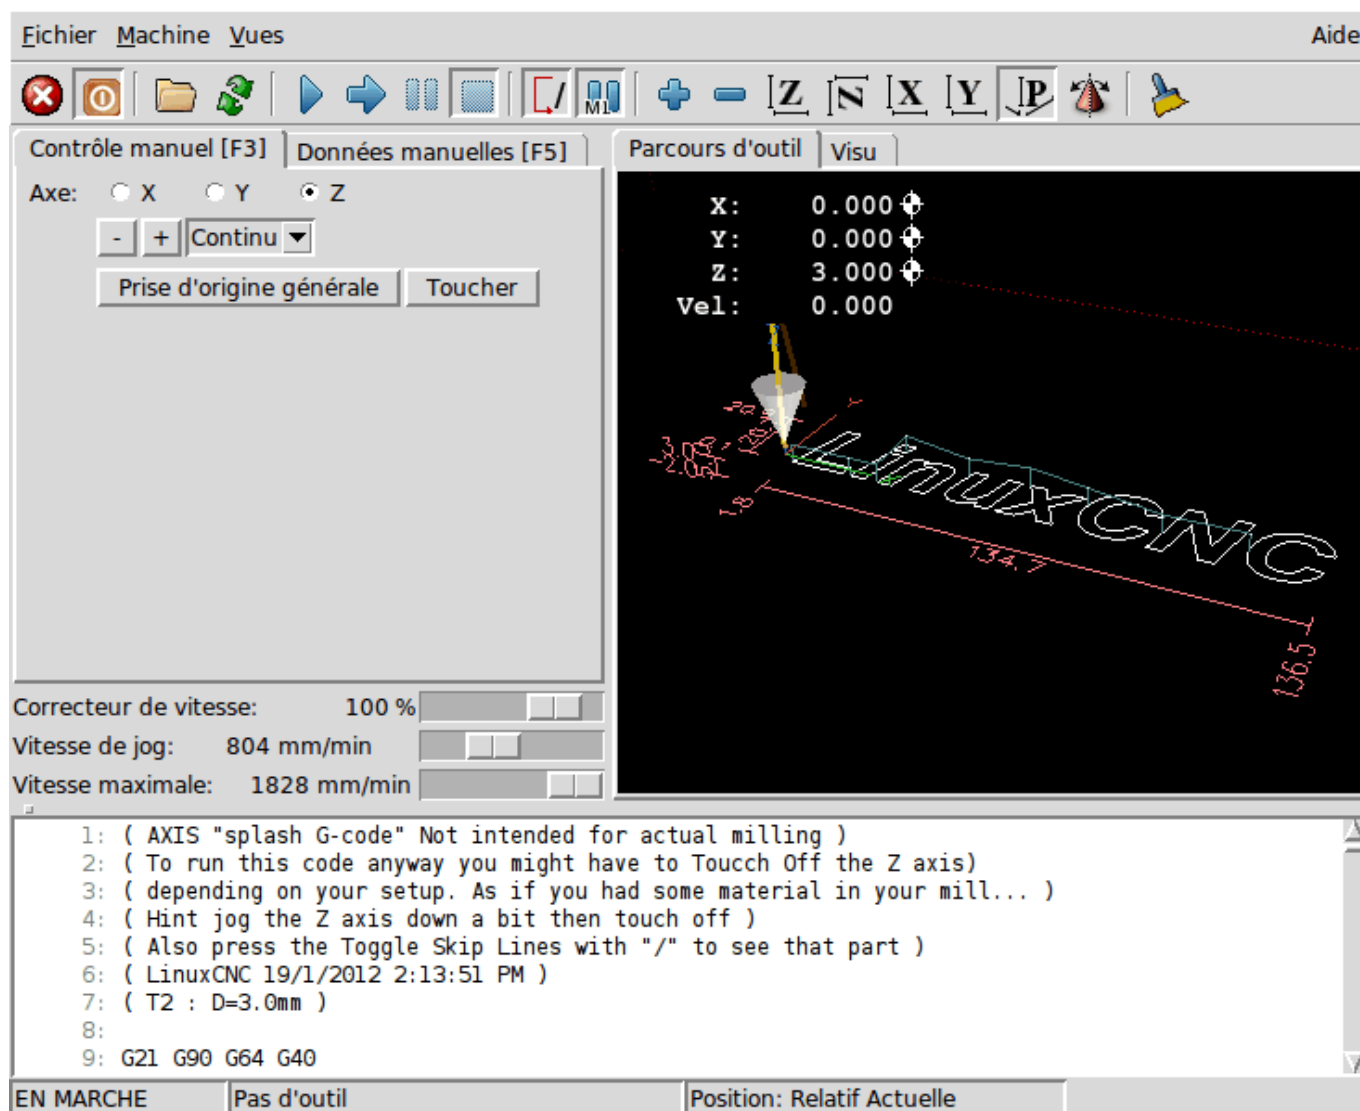 Fichier Machine Vues Aide
M1 Z N X Y P
Contrôle manuel [F3] Données manuelles [F5] Parcours d'outil Visu
Axe: X Y Z
- + Continu
Prise d'origine générale Toucher
X: 0.000
Y: 0.000
Z: 3.000
Vel: 0.000
Y
LinuxCNC
1.8
134.7
136.5
Correcteur de vitesse: 100 %
Vitesse de jog: 804 mm/min
Vitesse maximale: 1828 mm/min
1: ( AXIS "splash G-code" Not intended for actual milling )
2: ( To run this code anyway you might have to Toucch Off the Z axis)
3: ( depending on your setup. As if you had some material in your mill... )
4: ( Hint jog the Z axis down a bit then touch off )
5: ( Also press the Toggle Skip Lines with "/" to see that part )
6: ( LinuxCNC 19/1/2012 2:13:51 PM )
7: ( T2 : D=3.0mm )
8:
9: G21 G90 G64 G40
EN MARCHE Pas d'outil Position: Relatif Actuelle